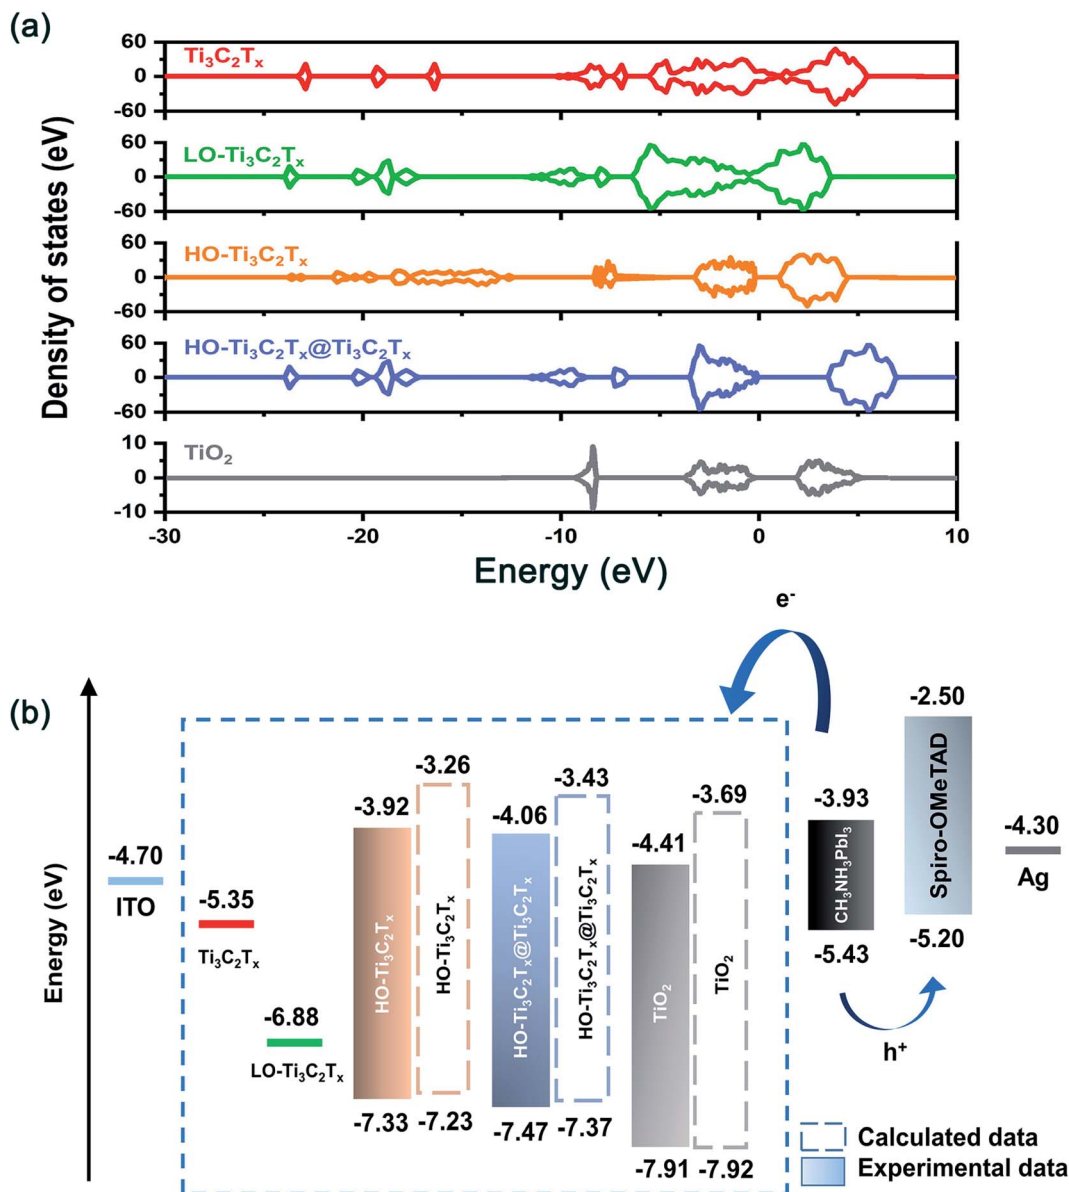 (a)
60
0
-60
Ti₃C₂Tₓ
60
0
-60
LO-Ti₃C₂Tₓ
60
0
-60
HO-Ti₃C₂Tₓ
60
0
-60
HO-Ti₃C₂Tₓ@Ti₃C₂Tₓ
10
0
-10
TiO₂
Density of states (eV)
-30 -20 -10 0 10
Energy (eV)
(b)
Energy (eV)
e⁻
-4.70
ITO
-5.35
Ti₃C₂Tₓ
-6.88
LO-Ti₃C₂Tₓ
-3.92
HO-Ti₃C₂Tₓ
-7.33
-3.26
HO-Ti₃C₂Tₓ
-7.23
-4.06
HO-Ti₃C₂Tₓ@Ti₃C₂Tₓ
-7.47
-3.43
HO-Ti₃C₂Tₓ@Ti₃C₂Tₓ
-7.37
-4.41
TiO₂
-7.91
-3.69
TiO₂
-7.92
-3.93
CH₃NH₃PbI₃
-5.43
-2.50
Spiro-OMeTAD
-5.20
-4.30
Ag
h⁺
Calculated data
Experimental data